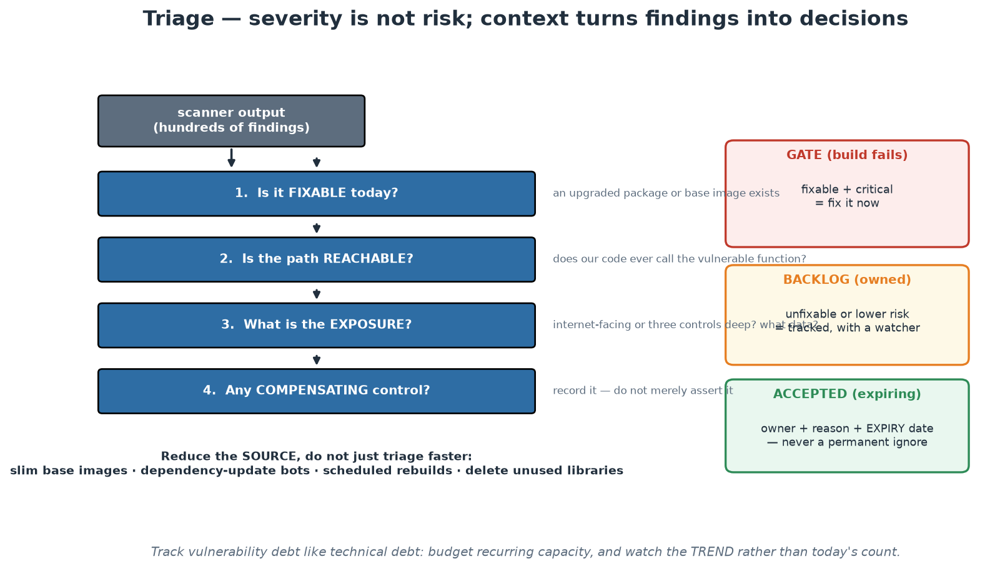 Triage — severity is not risk; context turns findings into decisions
scanner output
(hundreds of findings)
1.  Is it FIXABLE today?
an upgraded package or base image exists
2.  Is the path REACHABLE?
does our code ever call the vulnerable function?
3.  What is the EXPOSURE?
internet-facing or three controls deep? what data?
4.  Any COMPENSATING control?
record it — do not merely assert it
GATE (build fails)
fixable + critical
= fix it now
BACKLOG (owned)
unfixable or lower risk
= tracked, with a watcher
ACCEPTED (expiring)
owner + reason + EXPIRY date
— never a permanent ignore
Reduce the SOURCE, do not just triage faster:
slim base images · dependency-update bots · scheduled rebuilds · delete unused libraries
Track vulnerability debt like technical debt: budget recurring capacity, and watch the TREND rather than today's count.